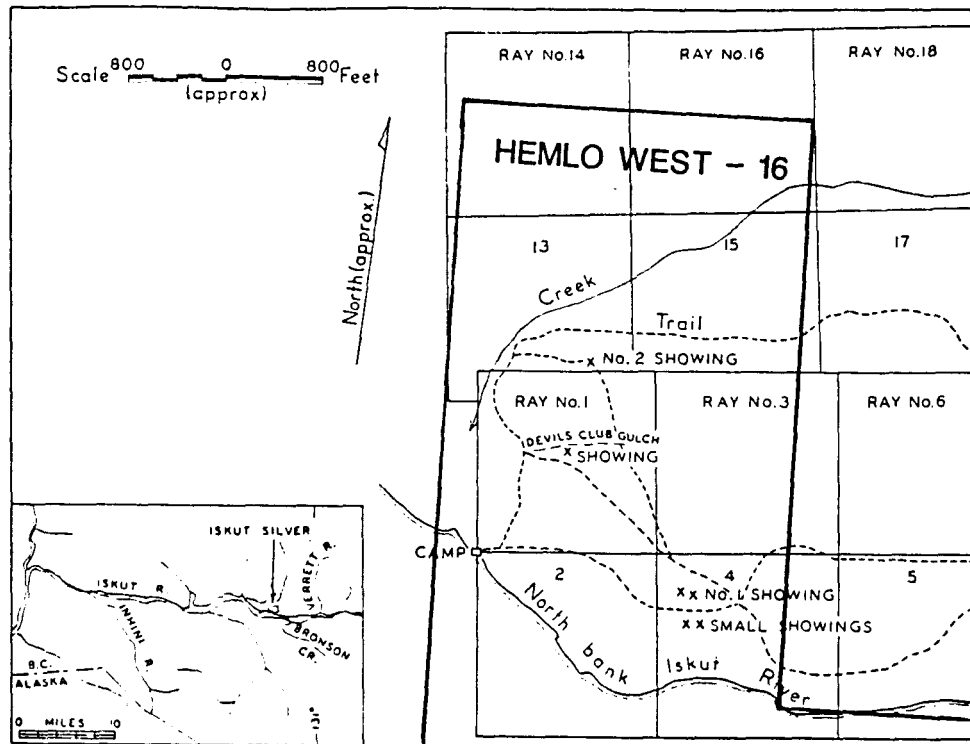 RAY No.14
RAY No.16
RAY No.18
Scale 800 0 800 Feet
(approx)
HEMLO WEST - 16
North (approx.)
13
15
17
Creek
Trail
x No. 2 SHOWING
RAY No.1
RAY No.3
RAY No.6
DEVILS CLUB GULCH
x SHOWING
CAMP
2
4
5
xx No. 1 SHOWING
x x SMALL SHOWINGS
North bank Iskut River
ISKUT SILVER
ISKUT R
VERRETT R.
INHINI R
BRONSON CR.
B.C.
ALASKA
131°
0 MILES 10